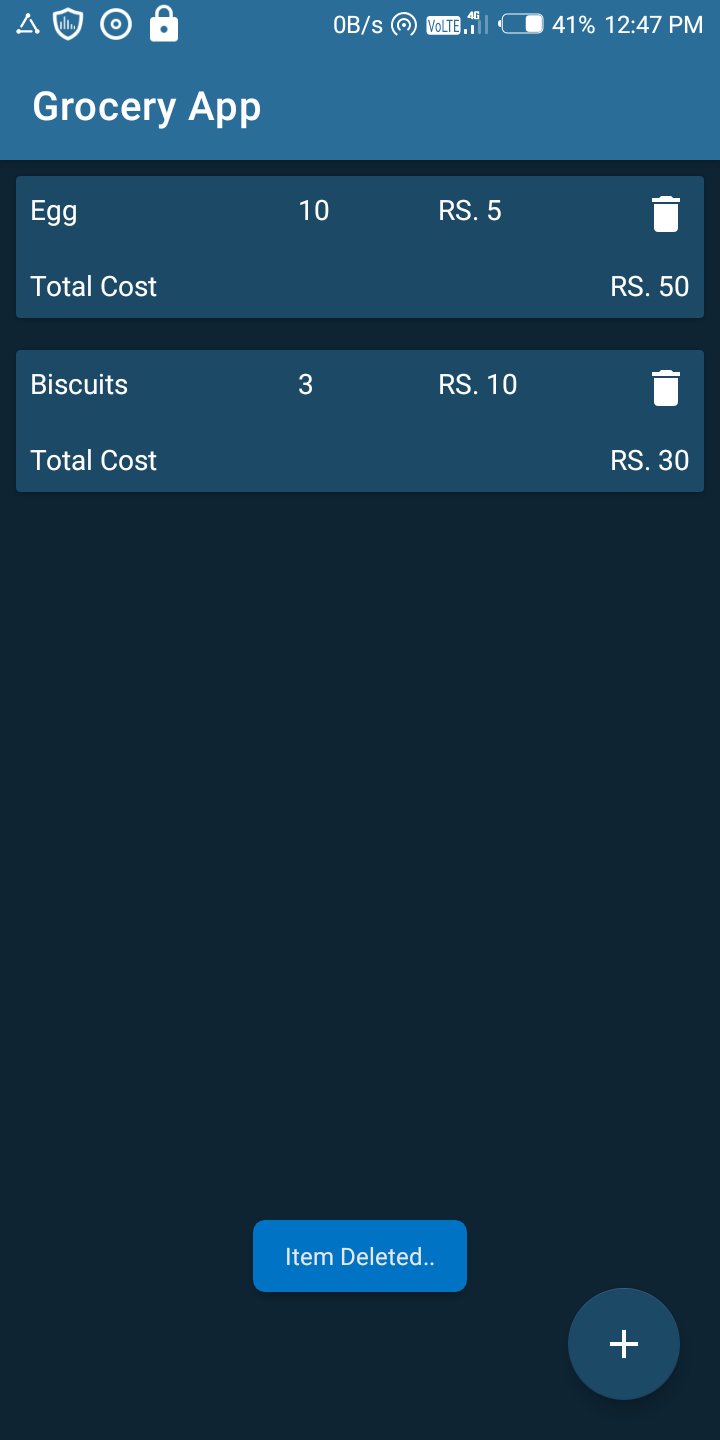 0B/s VoLTE 4G 41% 12:47 PM
Grocery App
Egg 10 RS. 5
Total Cost RS. 50
Biscuits 3 RS. 10
Total Cost RS. 30
Item Deleted..
+